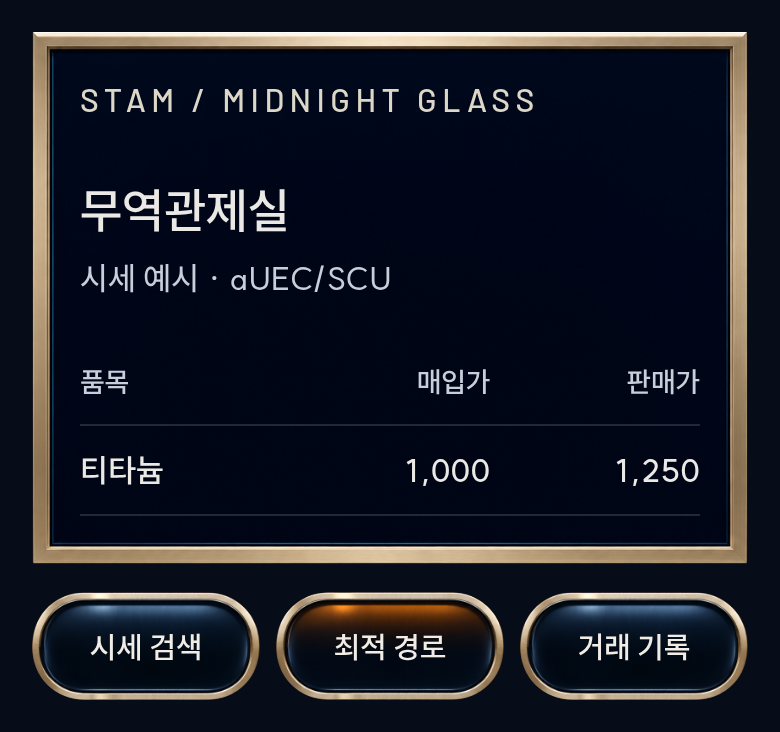 STAM / MIDNIGHT GLASS
무역관제실
시세 예시 · aUEC/SCU
품목 매입가 판매가
티타늄 1,000 1,250
시세 검색 최적 경로 거래 기록